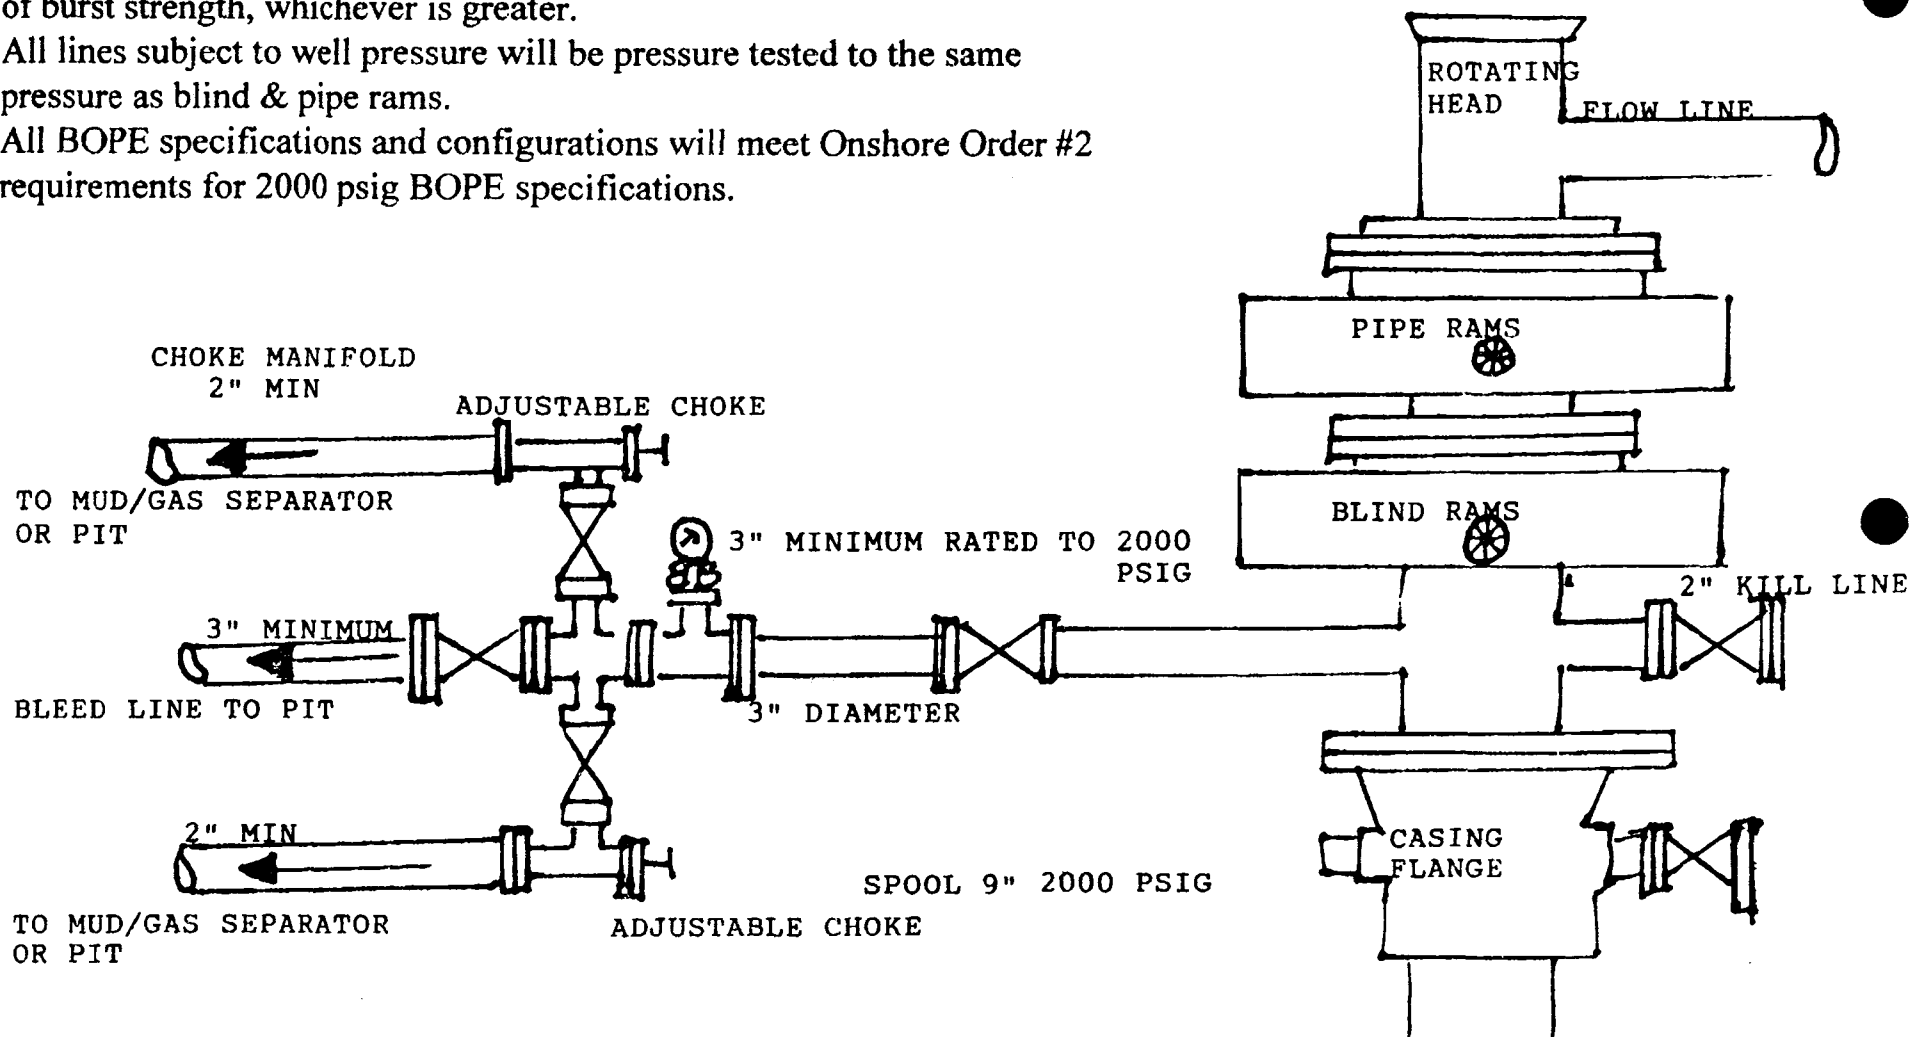 of burst strength, whichever is greater.
All lines subject to well pressure will be pressure tested to the same
pressure as blind & pipe rams.
All BOPE specifications and configurations will meet Onshore Order #2
requirements for 2000 psig BOPE specifications.
ROTATING
HEAD
FLOW LINE
PIPE RAMS
CHOKE MANIFOLD
2" MIN
ADJUSTABLE CHOKE
TO MUD/GAS SEPARATOR
OR PIT
BLIND RAMS
3" MINIMUM RATED TO 2000
PSIG
2" KILL LINE
3" MINIMUM
BLEED LINE TO PIT
3" DIAMETER
2" MIN
CASING
FLANGE
SPOOL 9" 2000 PSIG
TO MUD/GAS SEPARATOR
OR PIT
ADJUSTABLE CHOKE